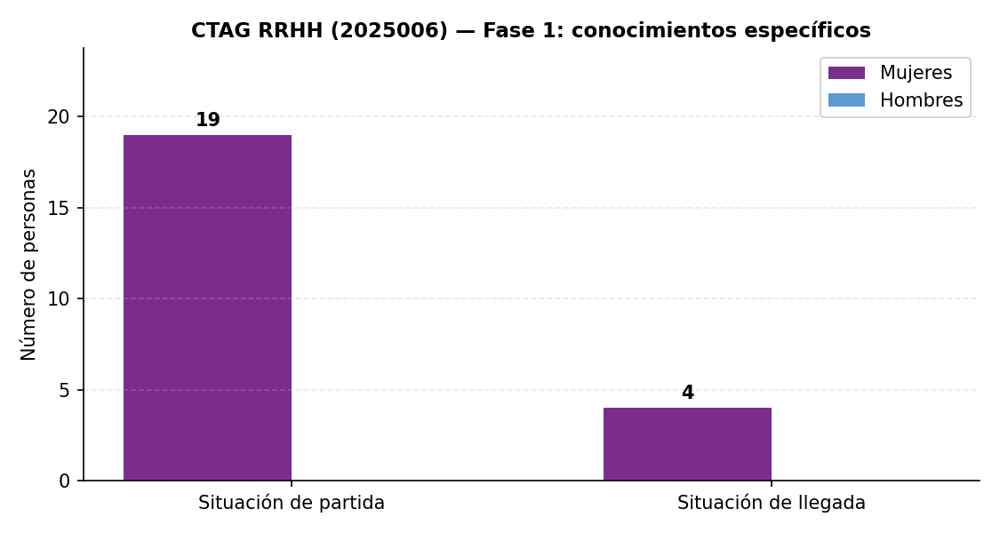 CTAG RRHH (2025006) — Fase 1: conocimientos específicos
Mujeres
Hombres
Número de personas
20
15
10
5
0
19
4
Situación de partida
Situación de llegada